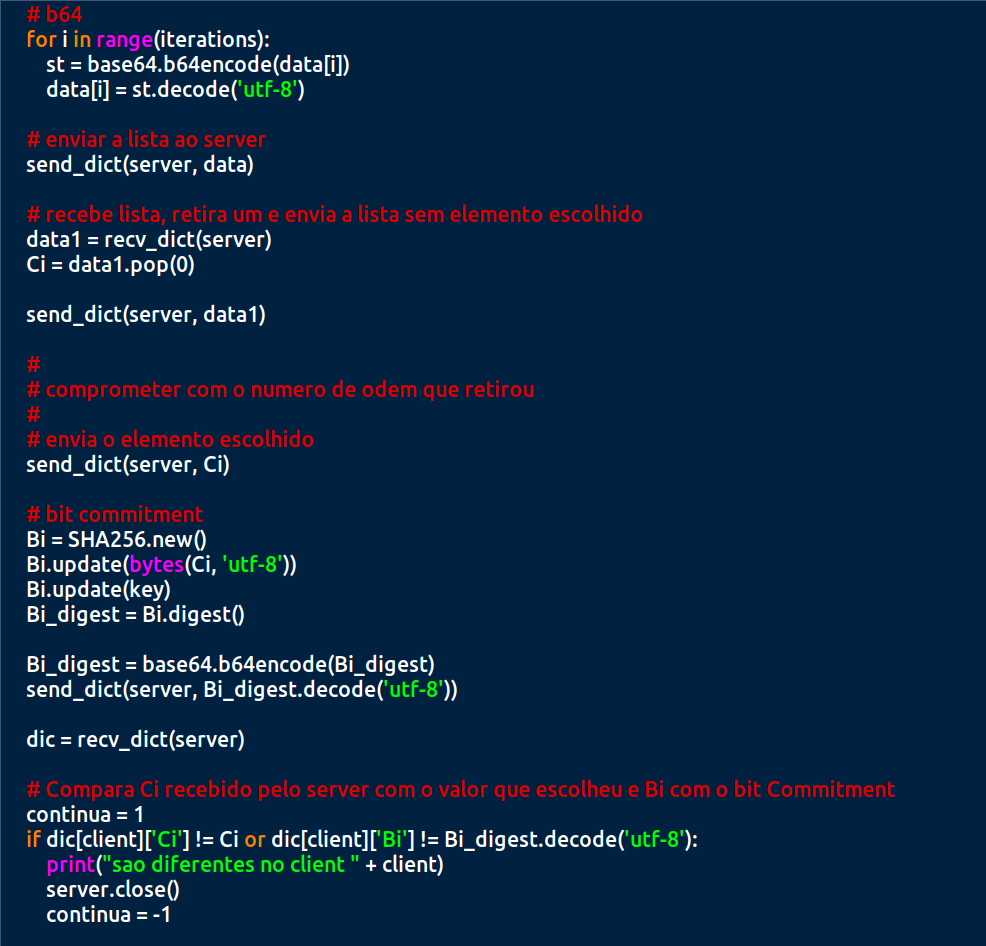 # b64
for i in range(iterations):
    st = base64.b64encode(data[i])
    data[i] = st.decode('utf-8')

# enviar a lista ao server
send_dict(server, data)

# recebe lista, retira um e envia a lista sem elemento escolhido
data1 = recv_dict(server)
Ci = data1.pop(0)

send_dict(server, data1)

#
# comprometer com o numero de odem que retirou
#
# envia o elemento escolhido
send_dict(server, Ci)

# bit commitment
Bi = SHA256.new()
Bi.update(bytes(Ci, 'utf-8'))
Bi.update(key)
Bi_digest = Bi.digest()

Bi_digest = base64.b64encode(Bi_digest)
send_dict(server, Bi_digest.decode('utf-8'))

dic = recv_dict(server)

# Compara Ci recebido pelo server com o valor que escolheu e Bi com o bit Commitment
continua = 1
if dic[client]['Ci'] != Ci or dic[client]['Bi'] != Bi_digest.decode('utf-8'):
    print("sao diferentes no client " + client)
    server.close()
    continua = -1